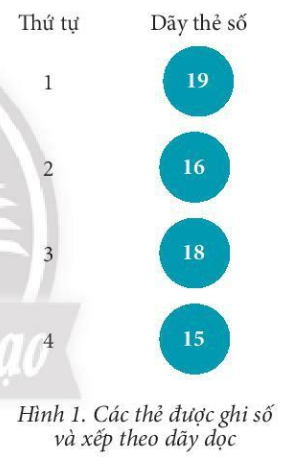 Thứ tự Dãy thẻ số
1 19
2 16
3 18
4 15
ạo
Hình 1. Các thẻ được ghi số
và xếp theo dãy dọc